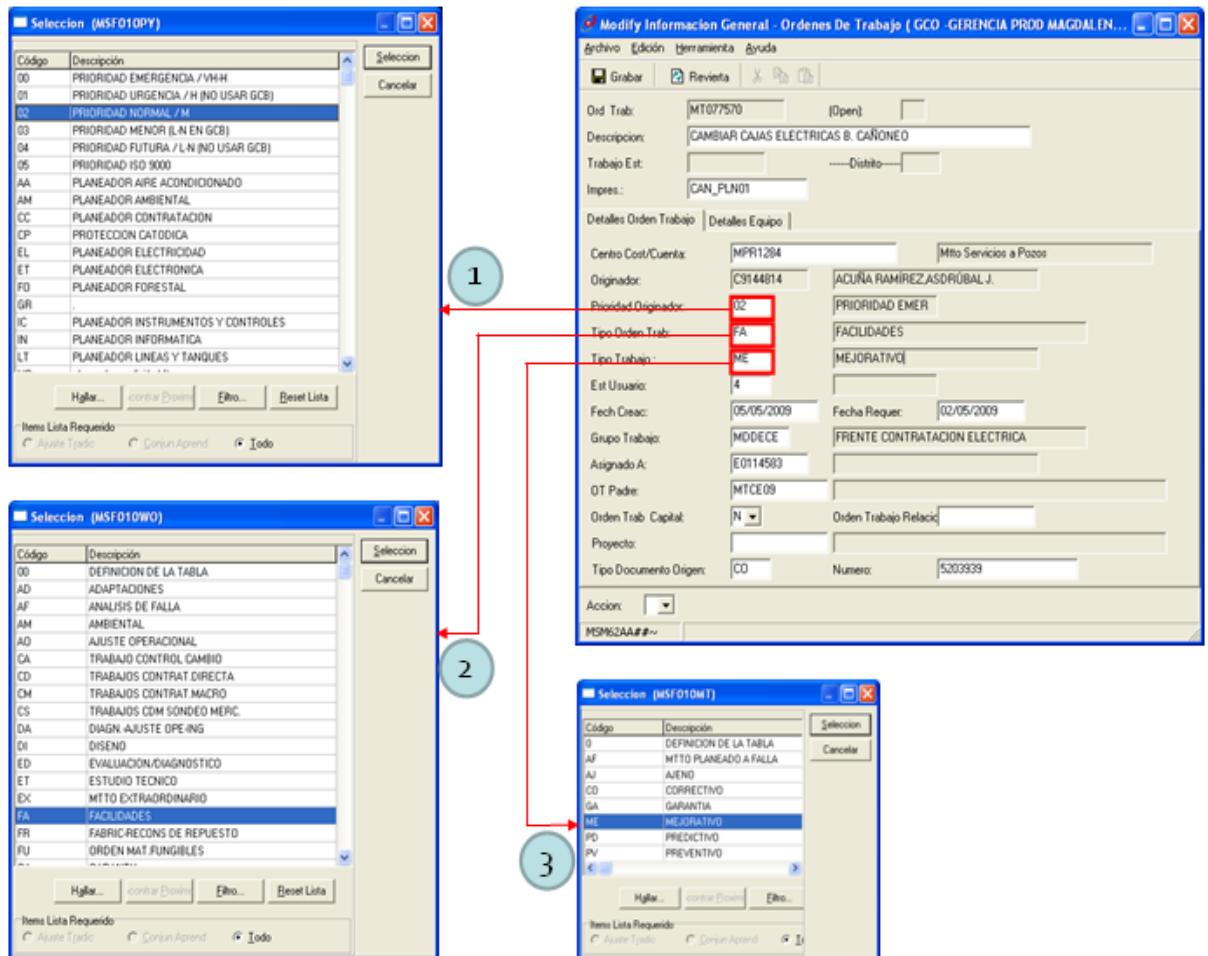 Seleccion (MSF010PY)
Código Descripción
00 PRIORIDAD EMERGENCIA / VH-H
01 PRIORIDAD URGENCIA / H (NO USAR GCB)
02 PRIORIDAD NORMAL / M
03 PRIORIDAD MENOR (L-N EN GCB)
04 PRIORIDAD FUTURA / L-N (NO USAR GCB)
05 PRIORIDAD ISO 9000
AA PLANEADOR AIRE ACONDICIONADO
AM PLANEADOR AMBIENTAL
CC PLANEADOR CONTRATACION
CP PROTECCION CATODICA
EL PLANEADOR ELECTRICIDAD
ET PLANEADOR ELECTRONICA
FO PLANEADOR FORESTAL
GR .
IC PLANEADOR INSTRUMENTOS Y CONTROLES
IN PLANEADOR INFORMATICA
LT PLANEADOR LINEAS Y TANQUES
Seleccion
Cancelar
Hallar... Filtro... Reset Lista
Items Lista Requerido
Ajuste Tradic Conjun Aprend Todo
Modify Informacion General - Ordenes De Trabajo ( GCO -GERENCIA PROD MAGDALEN...
Archivo Edición Herramienta Ayuda
Grabar Revierta
Ord Trab: MT077570 (Open):
Descripcion: CAMBIAR CAJAS ELECTRICAS B. CAÑONEO
Trabajo Est: ------Distrito------
Impres.: CAN_PLN01
Detalles Orden Trabajo Detalles Equipo
Centro Cost/Cuenta: MPR1284 Mtto Servicios a Pozos
Originador: C9144814 ACUÑA RAMÍREZ,ASDRÚBAL J.
Prioridad Originador: 02 PRIORIDAD EMER
Tipo Orden Trab: FA FACILIDADES
Tipo Trabajo : ME MEJORATIVO
Est Usuario: 4
Fech Creac: 05/05/2009 Fecha Requer: 02/05/2009
Grupo Trabajo: MDDECE FRENTE CONTRATACION ELECTRICA
Asignado A: E0114583
OT Padre: MTCE09
Orden Trab Capital: N Orden Trabajo Relacic
Proyecto:
Tipo Documento Origen: CO Numero: 5203939
Accion:
MSM62AA##~
1
2
3
Seleccion (MSF010WO)
Código Descripción
00 DEFINICION DE LA TABLA
AD ADAPTACIONES
AF ANALISIS DE FALLA
AM AMBIENTAL
AO AJUSTE OPERACIONAL
CA TRABAJO CONTROL CAMBIO
CD TRABAJOS CONTRAT.DIRECTA
CM TRABAJOS CONTRAT.MACRO
CS TRABAJOS CDM SONDEO MERC.
DA DIAGN.-AJUSTE OPE-ING
DI DISENO
ED EVALUACION/DIAGNOSTICO
ET ESTUDIO TECNICO
EX MTTO EXTRAORDINARIO
FA FACILIDADES
FR FABRIC-RECONS DE REPUESTO
FU ORDEN MAT.FUNGIBLES
Seleccion
Cancelar
Hallar... Filtro... Reset Lista
Items Lista Requerido
Ajuste Tradic Conjun Aprend Todo
Seleccion (MSF010MT)
Código Descripción
0 DEFINICION DE LA TABLA
AF MTTO PLANEADO A FALLA
AJ AJENO
CO CORRECTIVO
GA GARANTIA
ME MEJORATIVO
PD PREDICTIVO
PV PREVENTIVO
Seleccion
Cancelar
Hallar... Filtro...
Items Lista Requerido
Ajuste Tradic Conjun Aprend